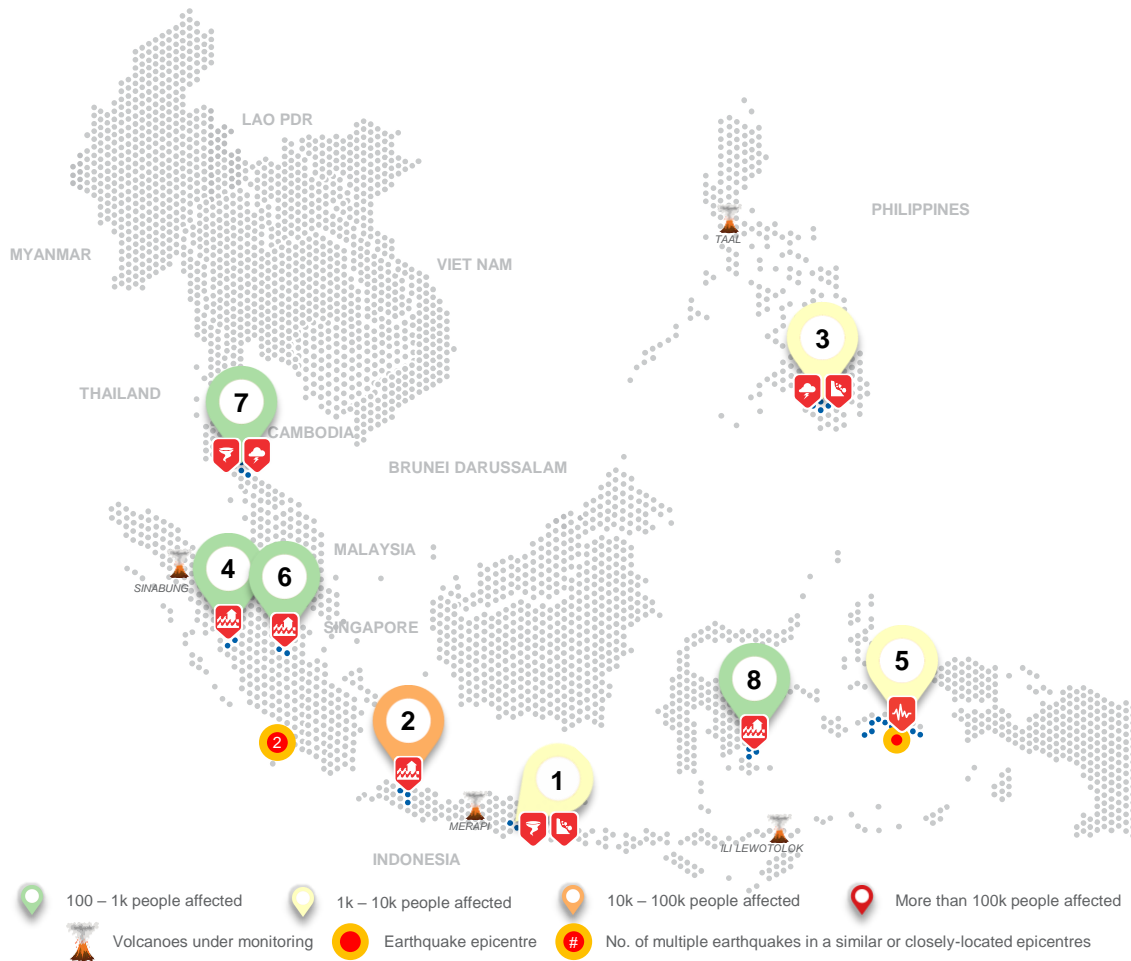 LAO PDR
PHILIPPINES
TAAL
MYANMAR
VIET NAM
3
THAILAND
7
CAMBODIA
BRUNEI DARUSSALAM
MALAYSIA
4
6
SINABUNG
SINGAPORE
5
8
2
2
1
MERAPI
ILI LEWOTOLOK
INDONESIA
100 – 1k people affected
1k – 10k people affected
10k – 100k people affected
More than 100k people affected
Volcanoes under monitoring
Earthquake epicentre
#
No. of multiple earthquakes in a similar or closely-located epicentres